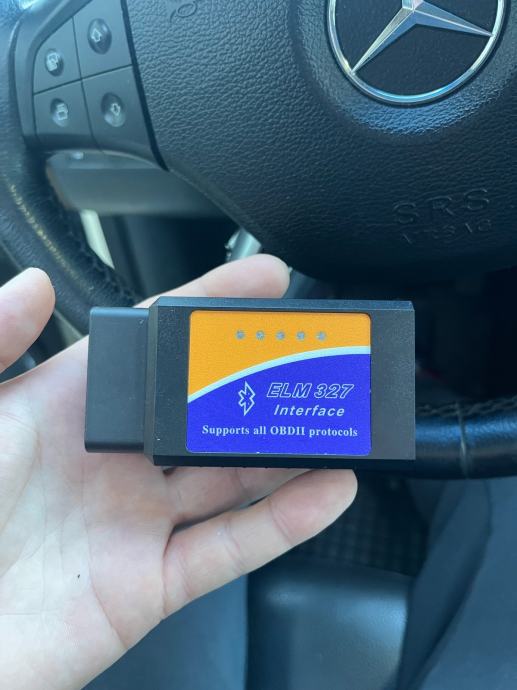 SRS
ELM 327
Interface
Supports all OBDII protocols